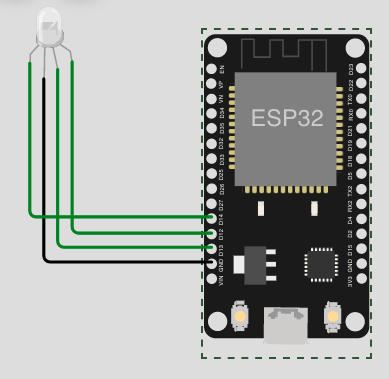 ESP32
EN
VP
VN
D34
D35
D32
D33
D25
D26
D27
D14
D12
D13
GND
VIN
D23
D22
TX0
RX0
D21
D19
D18
D5
TX2
RX2
D4
D2
D15
GND
3V3